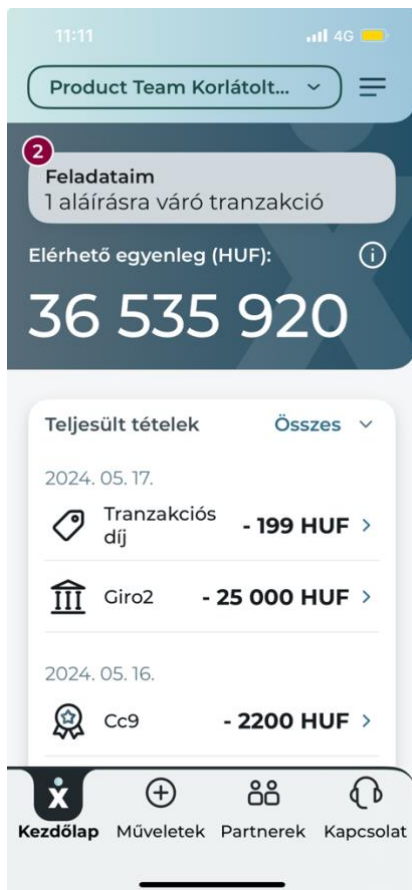 11:11
4G
Product Team Korlátolt...
2
Feladataim
1 aláírásra váró tranzakció
Elérhető egyenleg (HUF):
i
36 535 920
Teljesült tételek
Összes
2024. 05. 17.
Tranzakciós
díj
- 199 HUF
Giro2
- 25 000 HUF
2024. 05. 16.
Cc9
- 2200 HUF
Kezdőlap
Műveletek
Partnerek
Kapcsolat